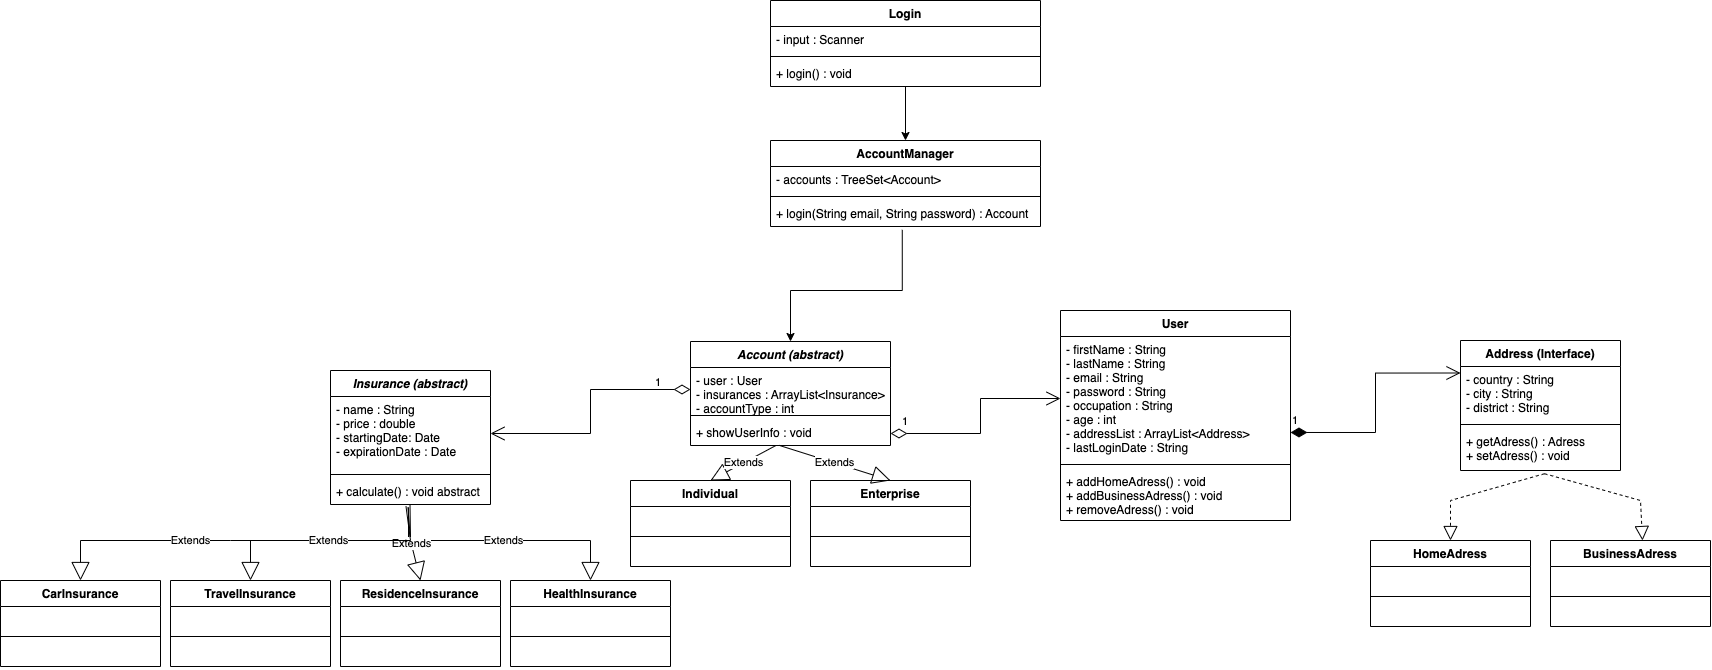 Login
- input : Scanner
+ login() : void
AccountManager
- accounts : TreeSet<Account>
+ login(String email, String password) : Account
Account (abstract)
- user : User
- insurances : ArrayList<Insurance>
- accountType : int
+ showUserInfo : void
1
1
Insurance (abstract)
- name : String
- price : double
- startingDate: Date
- expirationDate : Date
+ calculate() : void abstract
User
- firstName : String
- lastName : String
- email : String
- password : String
- occupation : String
- age : int
- addressList : ArrayList<Address>
- lastLoginDate : String
+ addHomeAdress() : void
+ addBusinessAdress() : void
+ removeAdress() : void
1
Address (Interface)
- country : String
- city : String
- district : String
+ getAdress() : Adress
+ setAdress() : void
Extends
Extends
Individual
Enterprise
Extends
Extends
Extends
Extends
CarInsurance
TravelInsurance
ResidenceInsurance
HealthInsurance
HomeAdress
BusinessAdress